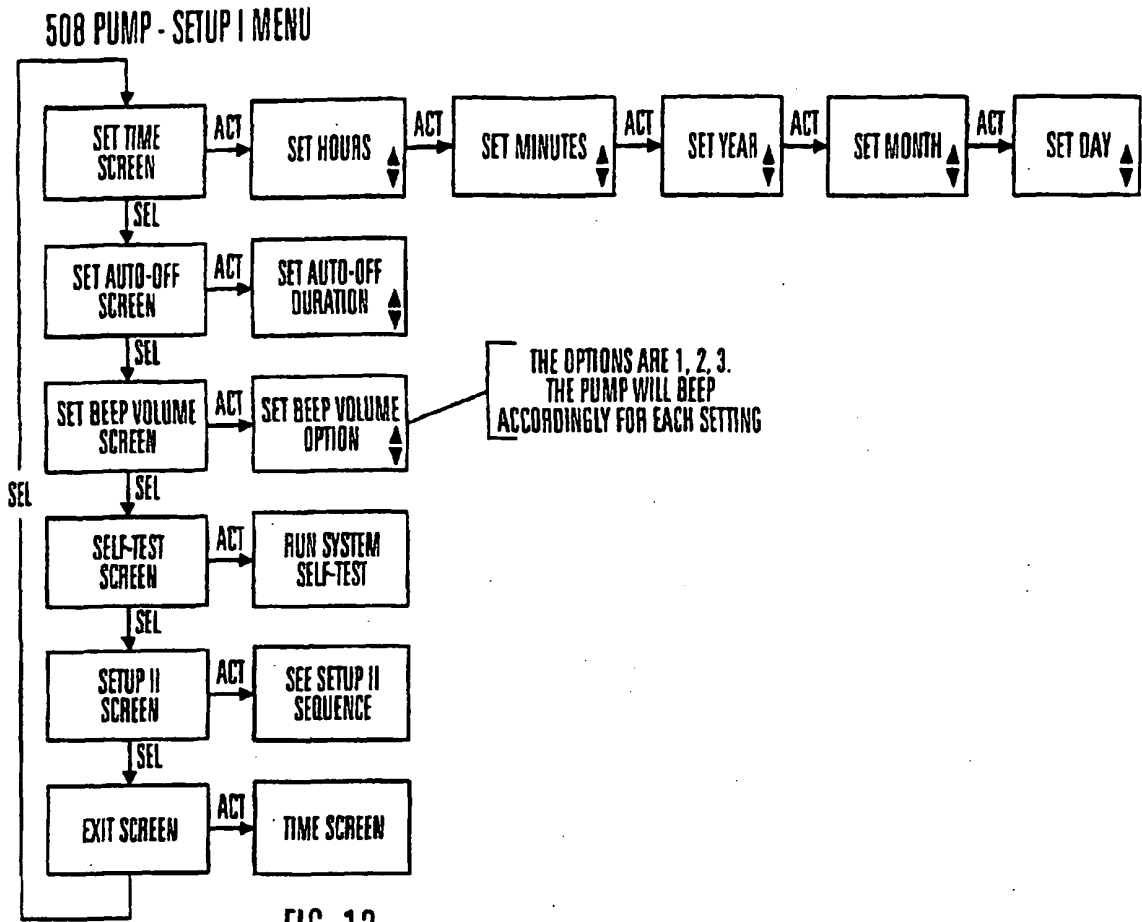 508 PUMP - SETUP I MENU
SET TIME
SCREEN
ACT
SET HOURS
ACT
SET MINUTES
ACT
SET YEAR
ACT
SET MONTH
ACT
SET DAY
SEL
SET AUTO-OFF
SCREEN
ACT
SET AUTO-OFF
DURATION
SEL
SET BEEP VOLUME
SCREEN
ACT
SET BEEP VOLUME
OPTION
THE OPTIONS ARE 1, 2, 3.
THE PUMP WILL BEEP
ACCORDINGLY FOR EACH SETTING
SEL
SEL
SELF-TEST
SCREEN
ACT
RUN SYSTEM
SELF-TEST
SEL
SETUP II
SCREEN
ACT
SEE SETUP II
SEQUENCE
SEL
EXIT SCREEN
ACT
TIME SCREEN